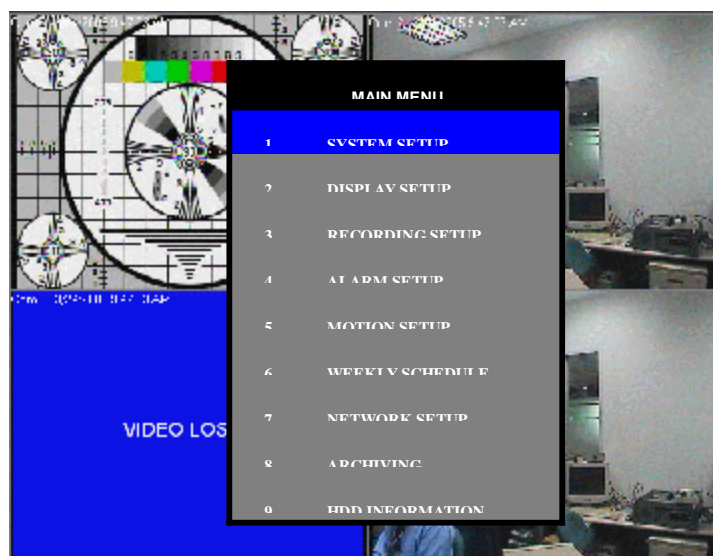 MAIN MENU
1 SYSTEM SETUP
2 DISPLAY SETUP
3 RECORDING SETUP
4 ALARM SETUP
5 MOTION SETUP
6 WEEKLY SCHEDULE
7 NETWORK SETUP
8 ARCHIVING
9 HDD INFORMATION
VIDEO LOS